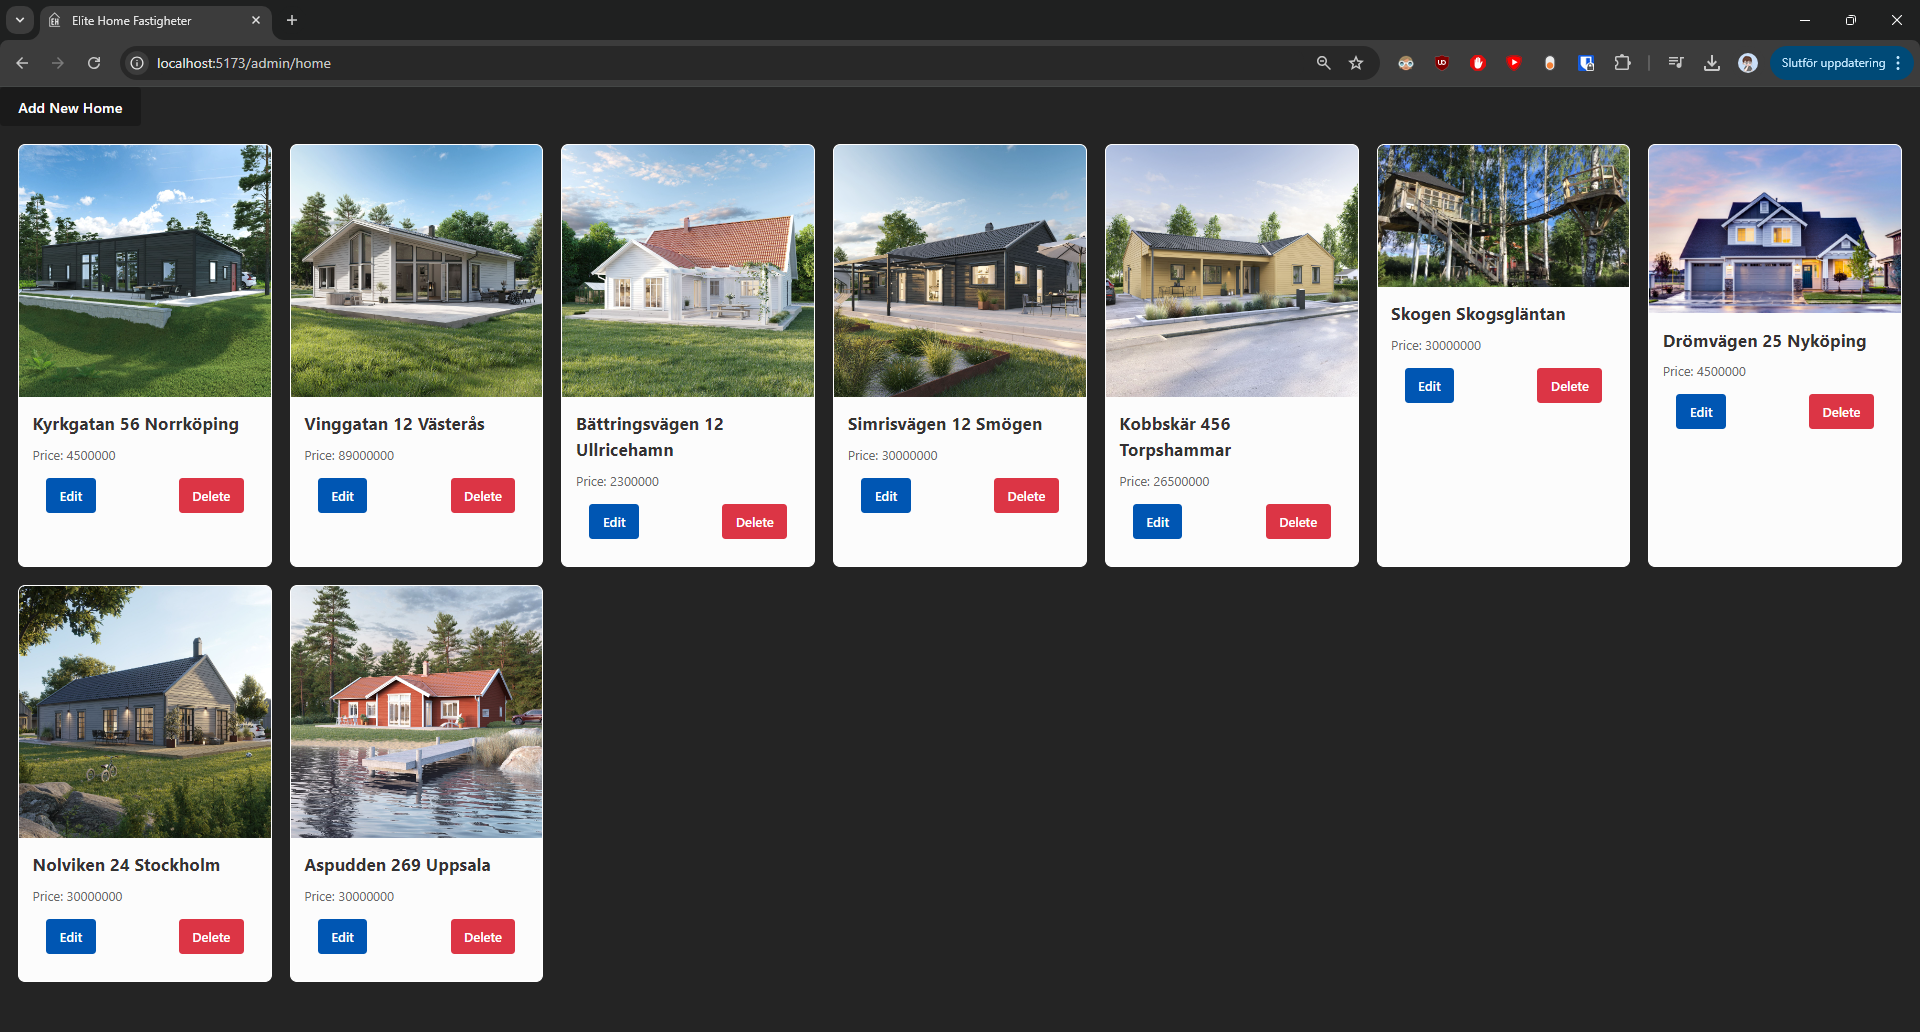 Elite Home Fastigheter
localhost:5173/admin/home
Slutför uppdatering
Add New Home
Kyrkgatan 56 Norrköping
Price: 4500000
Edit
Delete
Vinggatan 12 Västerås
Price: 89000000
Edit
Delete
Bättringsvägen 12
Ullricehamn
Price: 2300000
Edit
Delete
Simrisvägen 12 Smögen
Price: 30000000
Edit
Delete
Kobbskär 456
Torpshammar
Price: 26500000
Edit
Delete
Skogen Skogsgläntan
Price: 30000000
Edit
Delete
Drömvägen 25 Nyköping
Price: 4500000
Edit
Delete
Nolviken 24 Stockholm
Price: 30000000
Edit
Delete
Aspudden 269 Uppsala
Price: 30000000
Edit
Delete